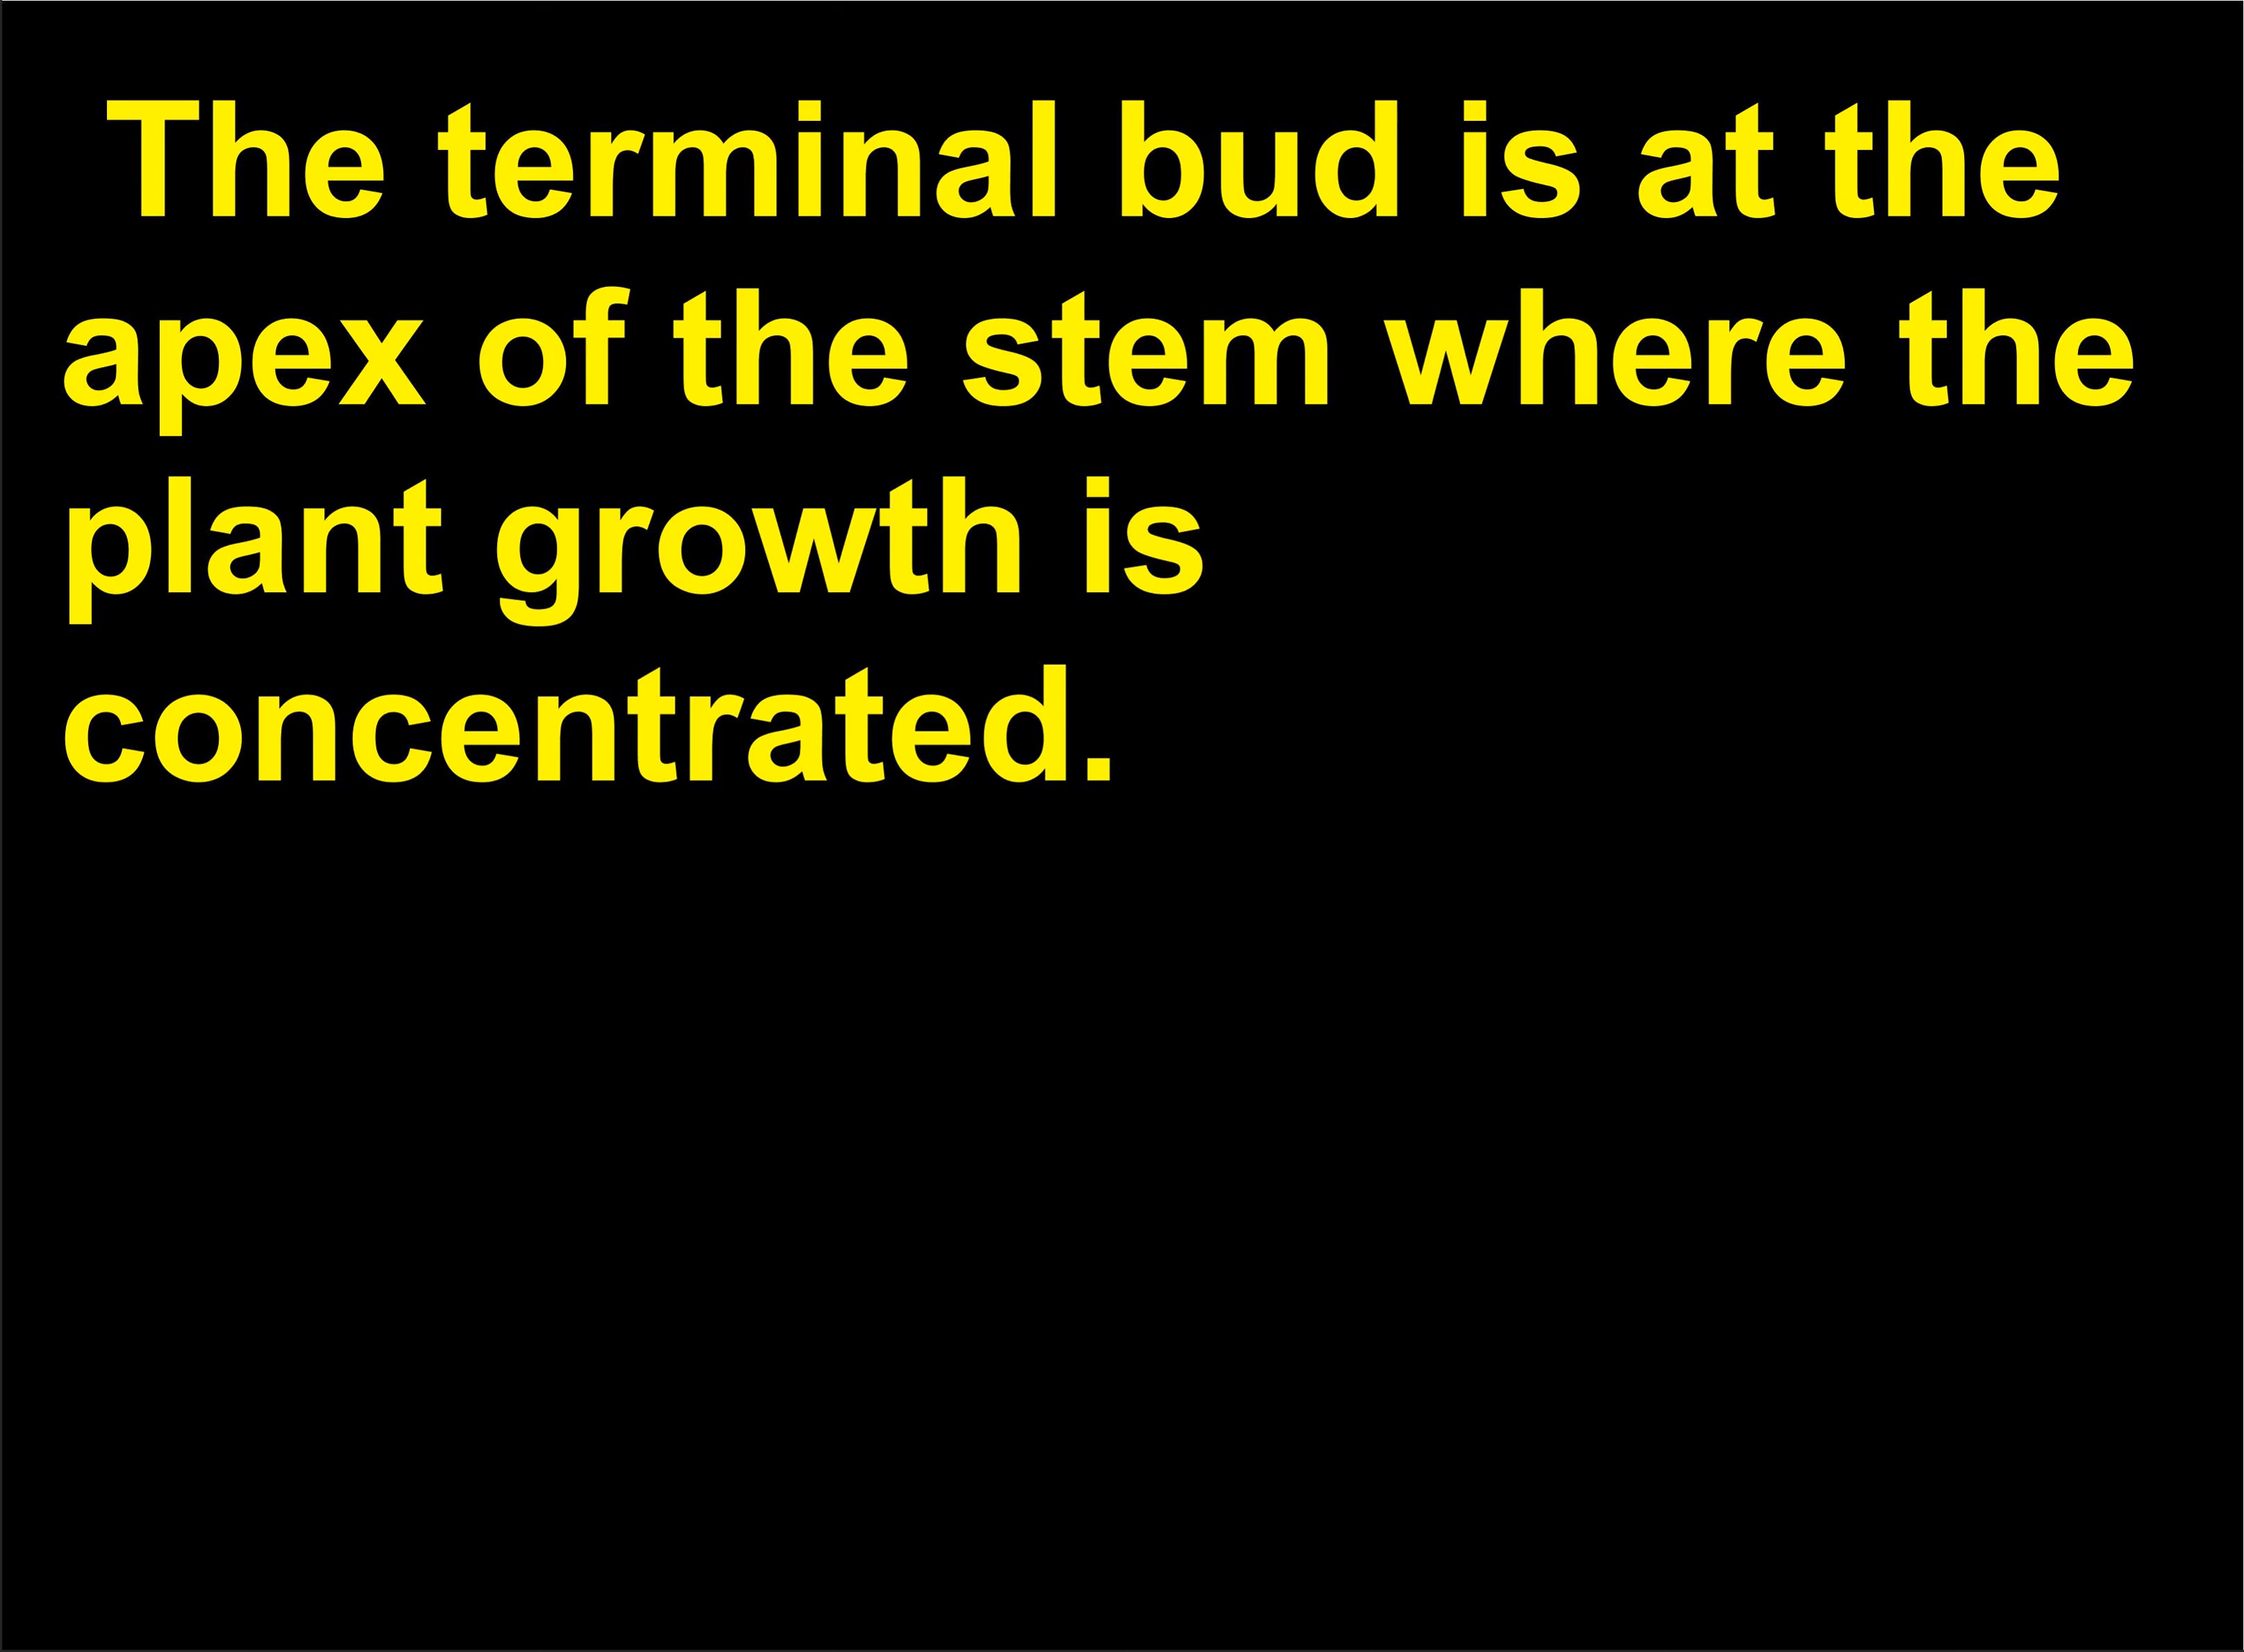 The terminal bud is at the
apex of the stem where the
plant growth is
concentrated.